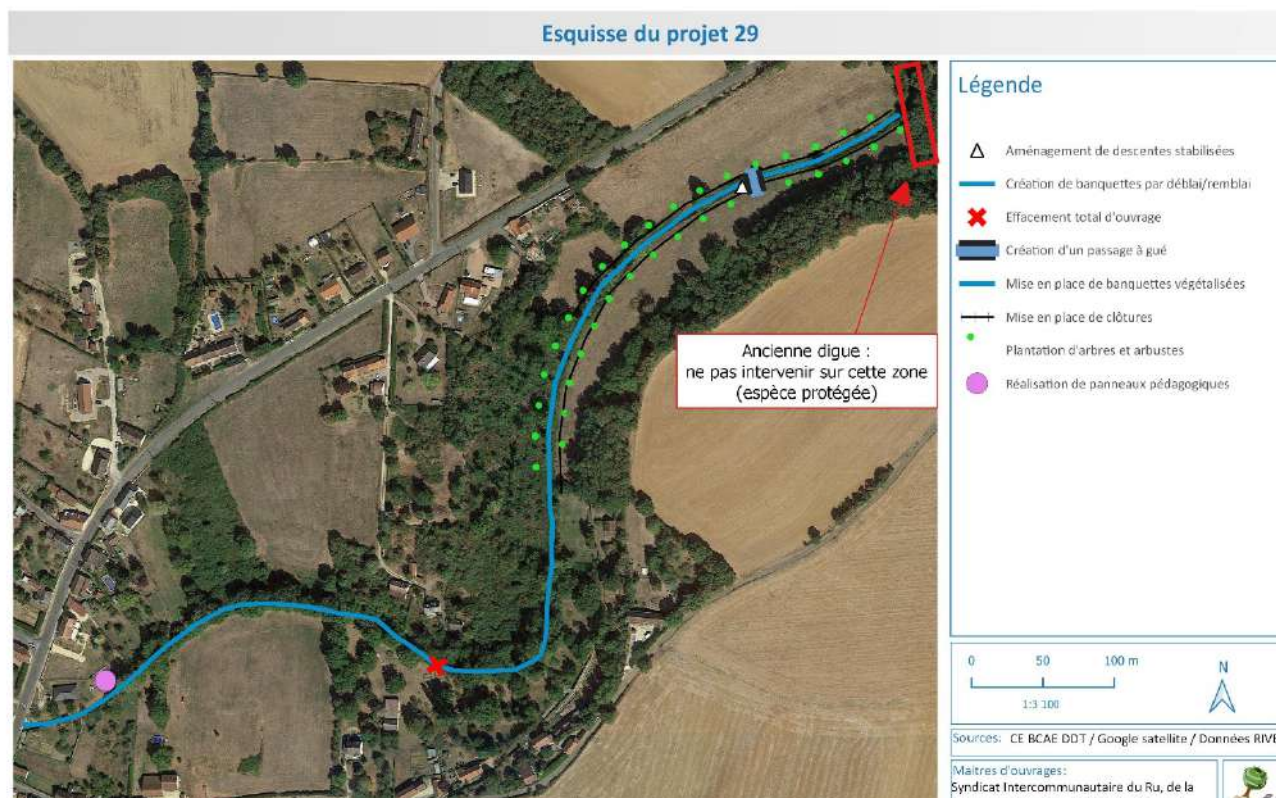 Esquisse du projet 29
Ancienne digue :
ne pas intervenir sur cette zone
(espèce protégée)
Légende
Aménagement de descentes stabilisées
Création de banquettes par déblai/remblai
Effacement total d'ouvrage
Création d'un passage à gué
Mise en place de banquettes végétalisées
Mise en place de clôtures
Plantation d'arbres et arbustes
Réalisation de panneaux pédagogiques
0 50 100 m
N
1:3 100
Sources: CE BCAE DDT / Google satellite / Données
Maitres d'ouvrages:
Syndicat Intercommunautaire du Ru, de la